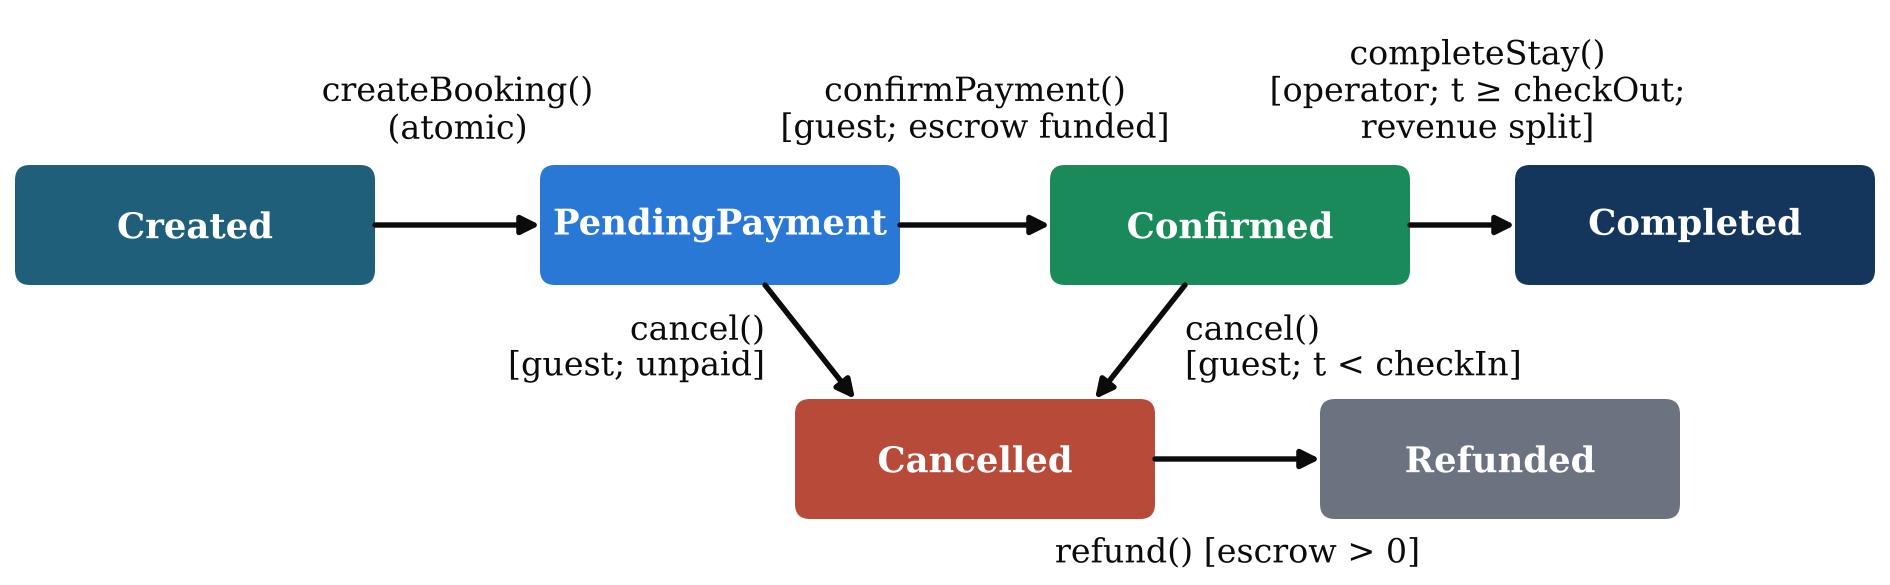 createBooking()
(atomic)
confirmPayment()
[guest; escrow funded]
completeStay()
[operator; t ≥ checkOut;
revenue split]
Created
PendingPayment
Confirmed
Completed
cancel()
[guest; unpaid]
cancel()
[guest; t < checkIn]
Cancelled
Refunded
refund() [escrow > 0]